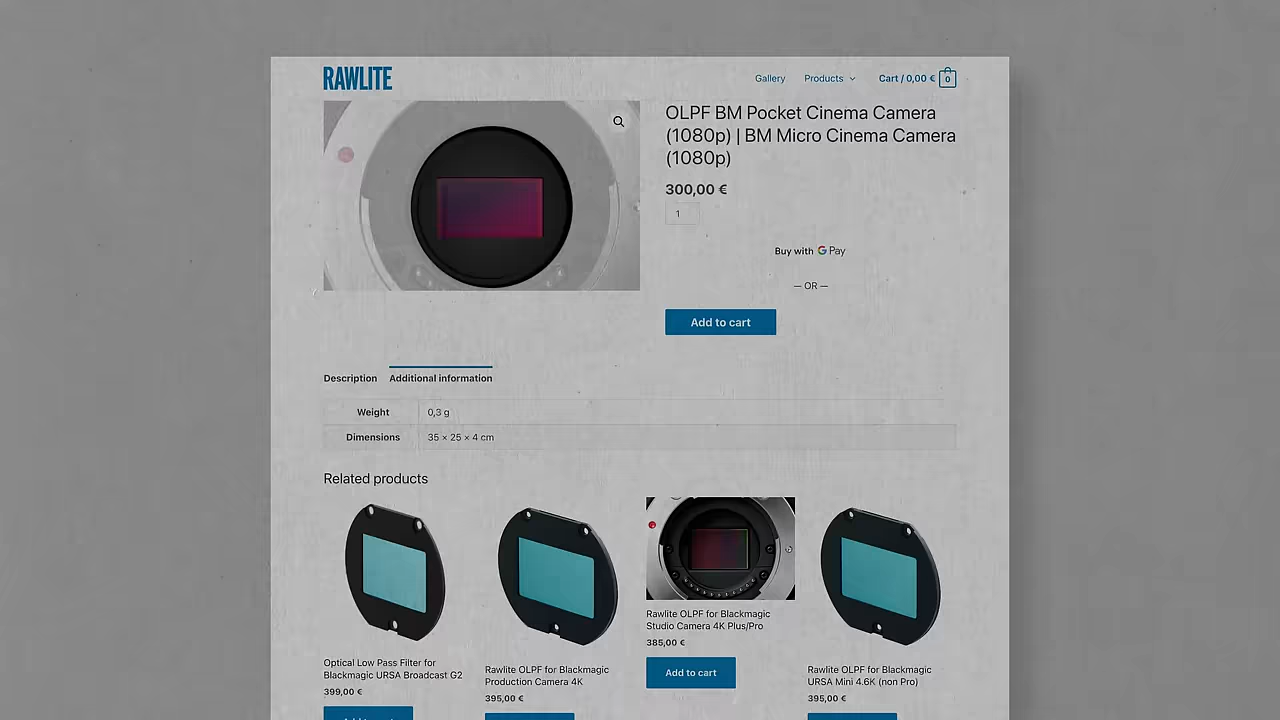 RAWLITE
Gallery
Products
Cart / 0,00 €
0
OLPF BM Pocket Cinema Camera
(1080p) | BM Micro Cinema Camera
(1080p)
300,00 €
1
Buy with G Pay
— OR —
Add to cart
Description
Additional information
Weight
0,3 g
Dimensions
35 × 25 × 4 cm
Related products
Optical Low Pass Filter for
Blackmagic URSA Broadcast G2
399,00 €
Rawlite OLPF for Blackmagic
Production Camera 4K
395,00 €
Rawlite OLPF for Blackmagic
Studio Camera 4K Plus/Pro
385,00 €
Add to cart
Rawlite OLPF for Blackmagic
URSA Mini 4.6K (non Pro)
395,00 €